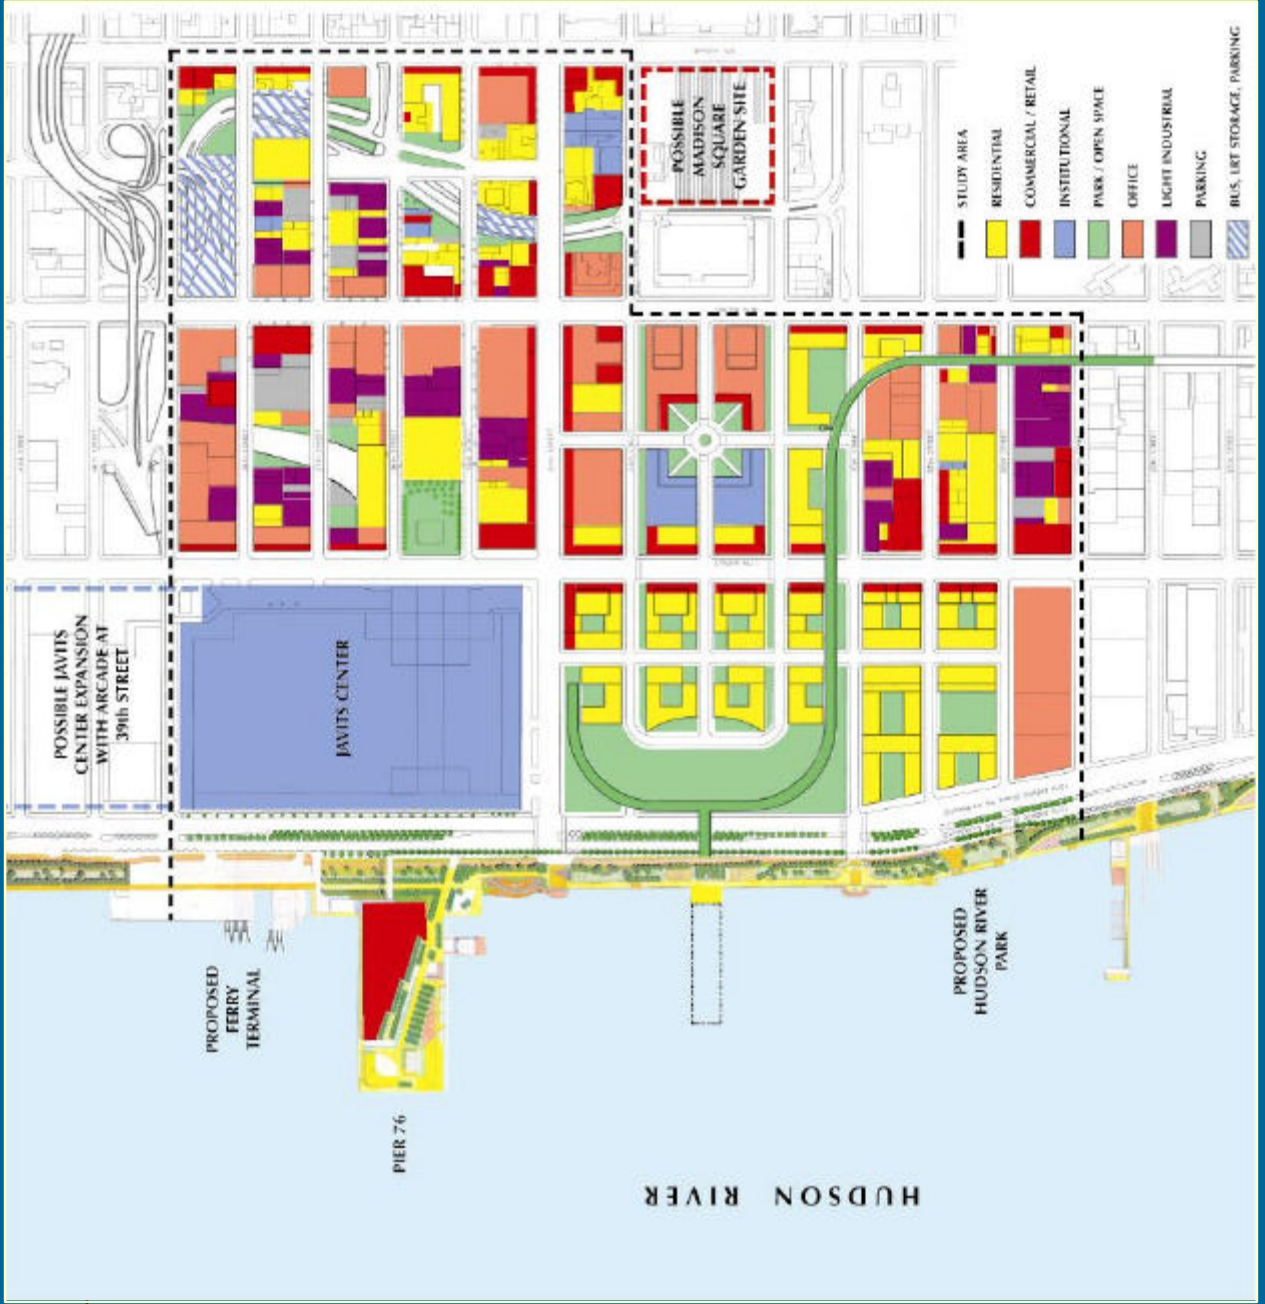 POSSIBLE
MADISON
SQUARE
GARDEN SITE
STUDY AREA
RESIDENTIAL
COMMERCIAL / RETAIL
INSTITUTIONAL
PARK / OPEN SPACE
OFFICE
LIGHT INDUSTRIAL
PARKING
BUS, LRT STORAGE, PARKING
POSSIBLE JAVITS
CENTER EXPANSION
WITH ARCADE AT
39th STREET
JAVITS CENTER
PROPOSED
FERRY
TERMINAL
PIER 76
PROPOSED
HUDSON RIVER
PARK
HUDSON RIVER